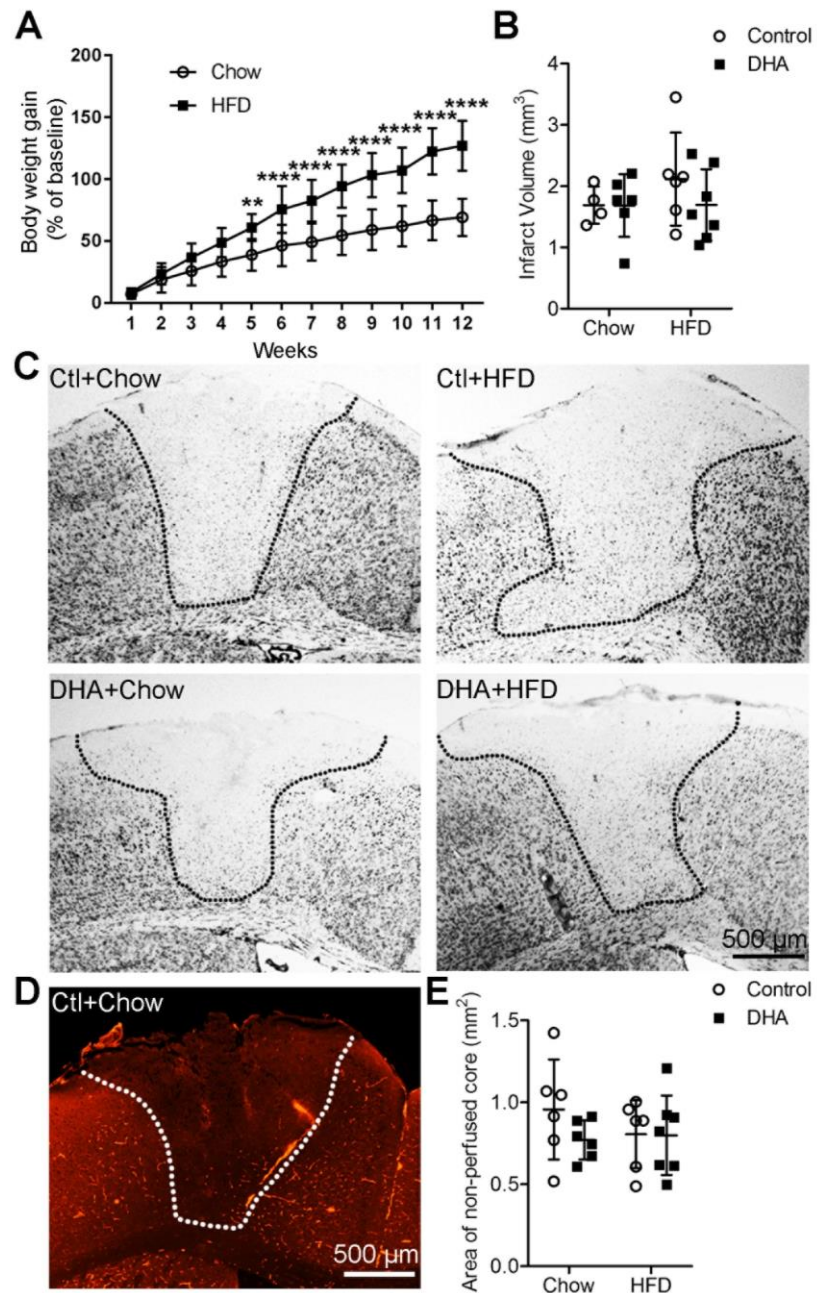 A
Body weight gain
(% of baseline)
200
150
100
50
0
Chow
HFD
**
****
****
****
****
****
****
****
1 2 3 4 5 6 7 8 9 10 11 12
Weeks
B
Control
DHA
Infarct Volume (mm³)
4
3
2
1
0
Chow HFD
C
Ctl+Chow
Ctl+HFD
DHA+Chow
DHA+HFD
500 µm
D
Ctl+Chow
500 µm
E
Control
DHA
Area of non-perfused core (mm²)
1.5
1.0
0.5
0.0
Chow HFD